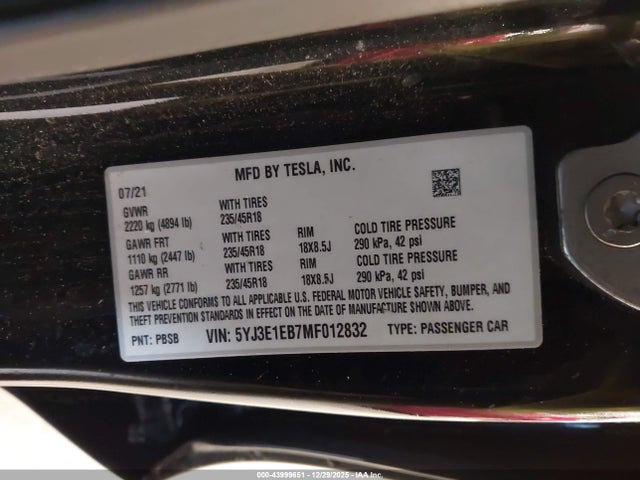 MFD BY TESLA, INC.
07/21
GVWR WITH TIRES
2220 kg (4894 lb) 235/45R18
GAWR FRT WITH TIRES RIM COLD TIRE PRESSURE
1110 kg (2447 lb) 235/45R18 18X8.5J 290 kPa, 42 psi
GAWR RR WITH TIRES RIM COLD TIRE PRESSURE
1257 kg (2771 lb) 235/45R18 18X8.5J 290 kPa, 42 psi
THIS VEHICLE CONFORMS TO ALL APPLICABLE U.S. FEDERAL MOTOR VEHICLE SAFETY, BUMPER, AND
THEFT PREVENTION STANDARDS IN EFFECT ON THE DATE OF MANUFACTURE SHOWN ABOVE.
PNT: PBSB VIN: 5YJ3E1EB7MF012832 TYPE: PASSENGER CAR
000-43999651 - 12/29/2025 - IAA Inc.